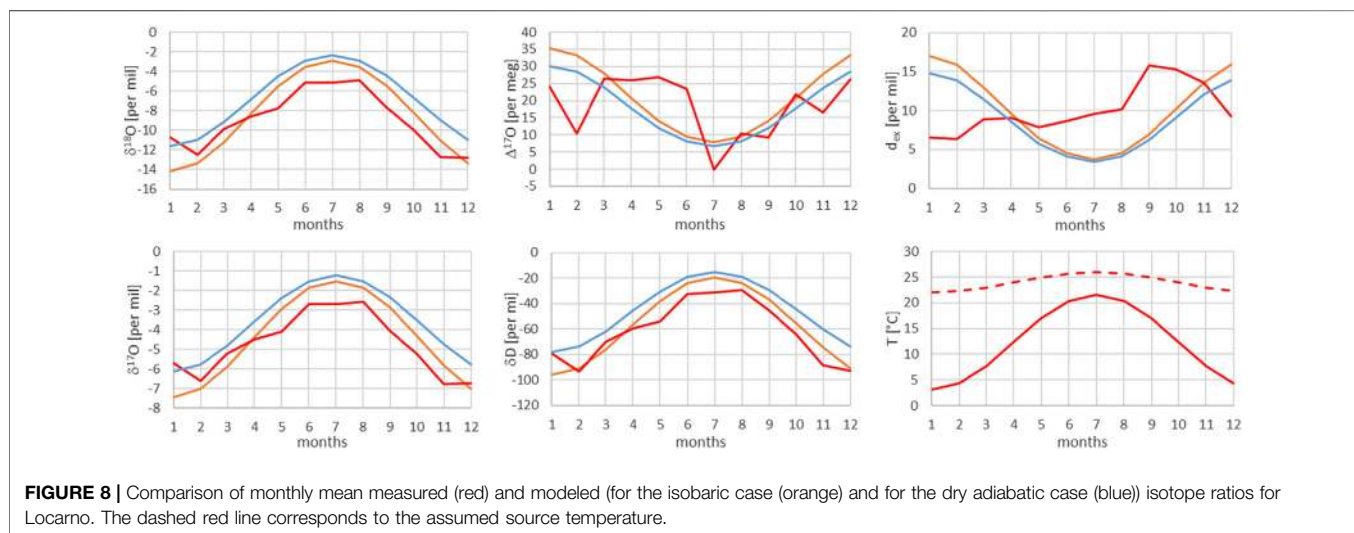 0
-2
-4
-6
-8
-10
-12
-14
-16
δ¹⁸O [per mil]
1 2 3 4 5 6 7 8 9 10 11 12
months
40
35
30
25
20
15
10
5
0
-5
Δ¹⁷O [per meg]
1 2 3 4 5 6 7 8 9 10 11 12
months
20
15
10
5
0
dₑₓ [per mil]
1 2 3 4 5 6 7 8 9 10 11 12
months
0
-1
-2
-3
-4
-5
-6
-7
-8
δ¹⁷O [per mil]
1 2 3 4 5 6 7 8 9 10 11 12
months
0
-20
-40
-60
-80
-100
-120
δD [per mil]
1 2 3 4 5 6 7 8 9 10 11 12
months
30
25
20
15
10
5
0
T [°C]
1 2 3 4 5 6 7 8 9 10 11 12
months
FIGURE 8 | Comparison of monthly mean measured (red) and modeled (for the isobaric case (orange) and for the dry adiabatic case (blue)) isotope ratios for
Locarno. The dashed red line corresponds to the assumed source temperature.